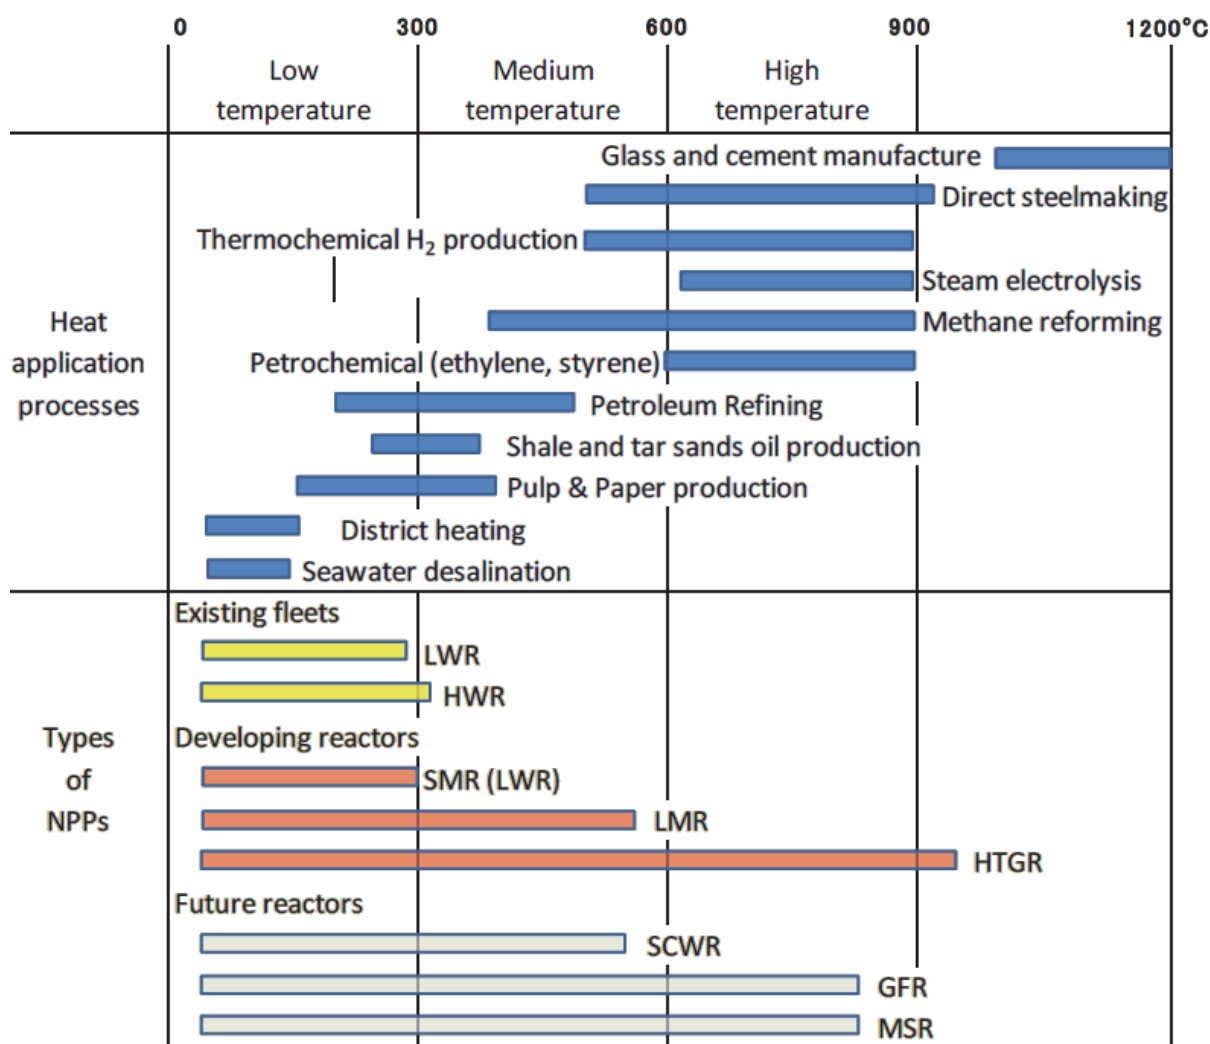 0 300 600 900 1200°C
Low temperature
Medium temperature
High temperature
Heat application processes
Glass and cement manufacture
Direct steelmaking
Thermochemical H₂ production
Steam electrolysis
Methane reforming
Petrochemical (ethylene, styrene)
Petroleum Refining
Shale and tar sands oil production
Pulp & Paper production
District heating
Seawater desalination
Types of NPPs
Existing fleets
LWR
HWR
Developing reactors
SMR (LWR)
LMR
HTGR
Future reactors
SCWR
GFR
MSR